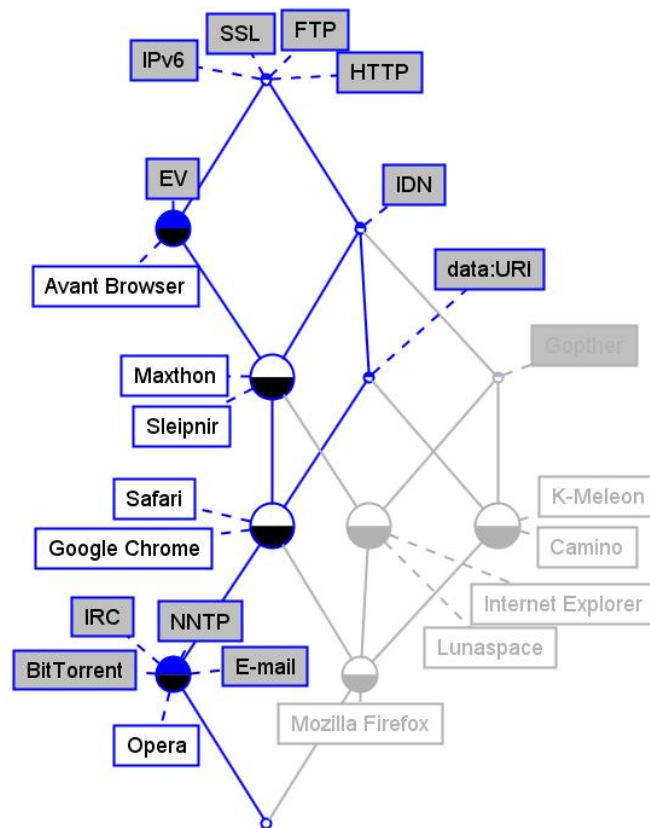 SSL
FTP
IPv6
HTTP
EV
IDN
Avant Browser
data:URI
Gopther
Maxthon
Sleipnir
Safari
K-Meleon
Google Chrome
Camino
Internet Explorer
IRC
NNTP
Lunaspace
BitTorrent
E-mail
Mozilla Firefox
Opera